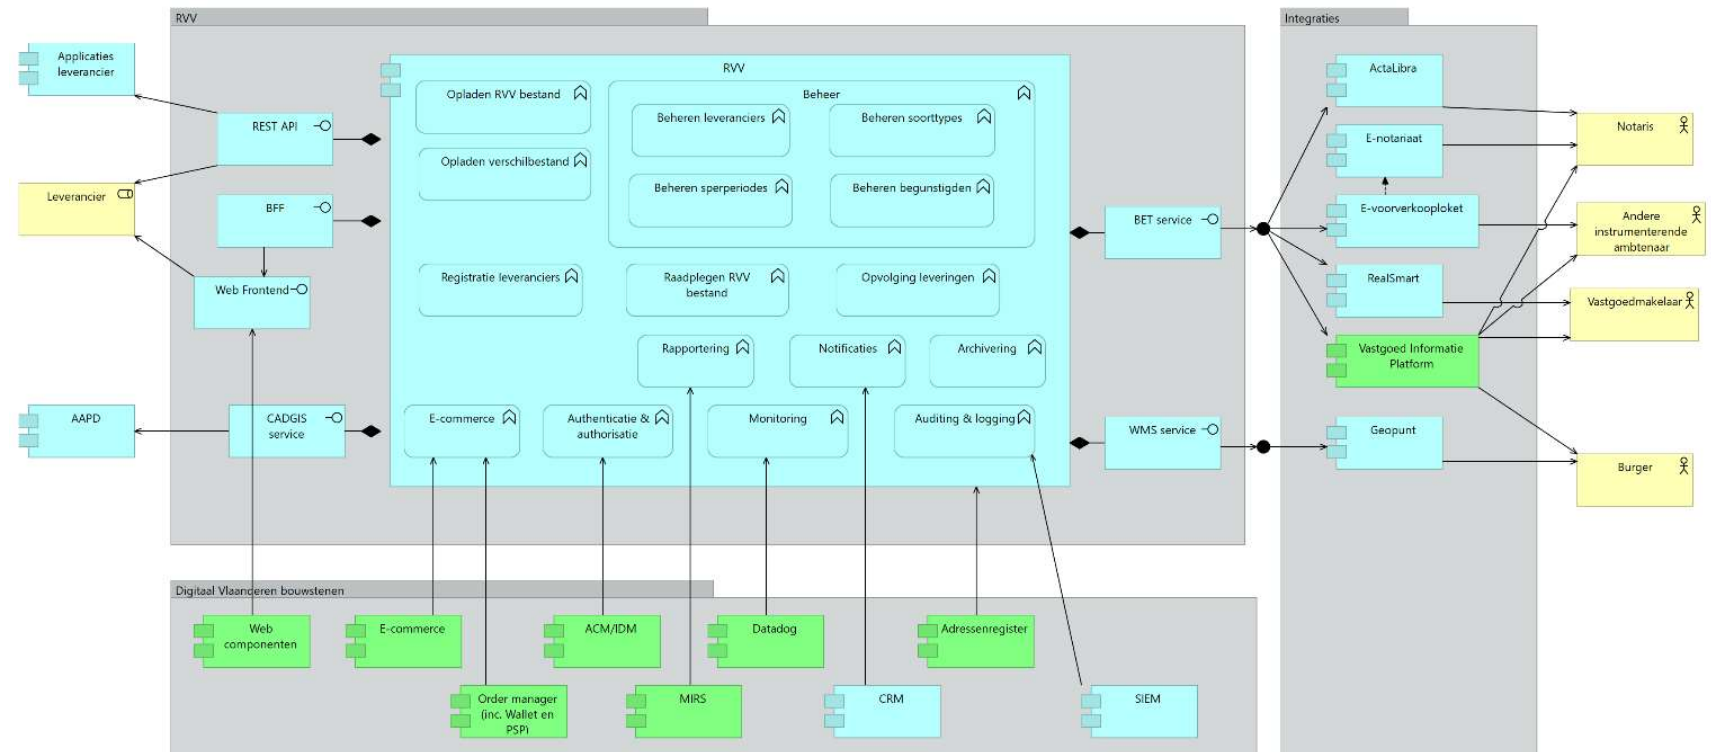 RVV
Integraties
Applicaties
leverancier
REST API
Leverancier
BFF
Web Frontend
AAPD
CADGIS
service
RVV
Opladen RVV bestand
Opladen verschilbestand
Beheer
Beheren leveranciers
Beheren soorttypes
Beheren sperperiodes
Beheren begunstigden
Registratie leveranciers
Raadplegen RVV
bestand
Opvolging leveringen
Rapportering
Notificaties
Archivering
E-commerce
Authenticatie &
authorisatie
Monitoring
Auditing & logging
BET service
WMS service
ActaLibra
E-notariaat
E-voorverkooploket
RealSmart
Vastgoed Informatie
Platform
Geopunt
Notaris
Andere
instrumenterende
ambtenaar
Vastgoedmakelaar
Burger
Digitaal Vlaanderen bouwstenen
Web
componenten
E-commerce
ACM/IDM
Datadog
Adressenregister
Order manager
(inc. Wallet en
PSP)
MIRS
CRM
SIEM